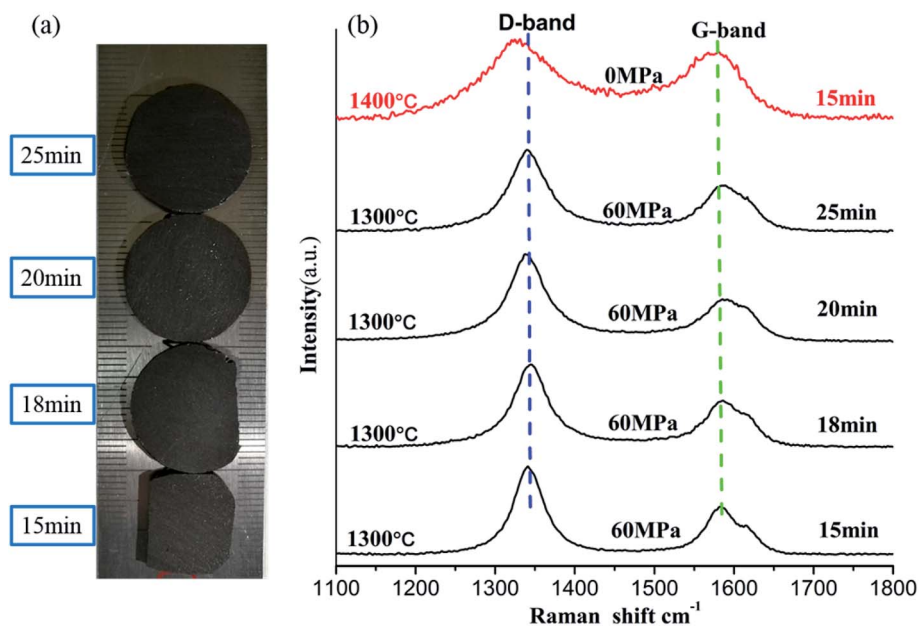 (a)
25min
20min
18min
15min
(b)
D-band
G-band
1400°C
0MPa
15min
1300°C
60MPa
25min
1300°C
60MPa
20min
1300°C
60MPa
18min
1300°C
60MPa
15min
Intensity(a.u.)
1100 1200 1300 1400 1500 1600 1700 1800
Raman shift cm⁻¹